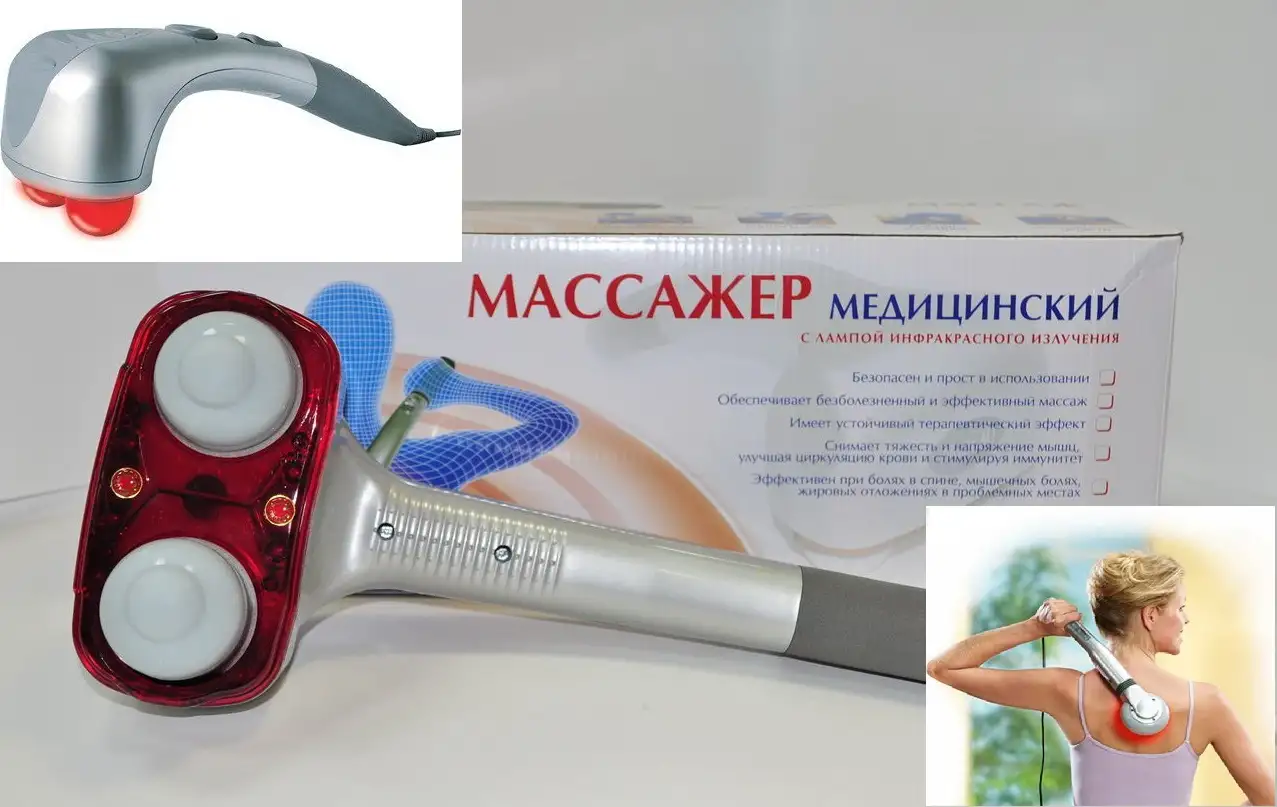 МАССАЖЕР МЕДИЦИНСКИЙ
С ЛАМПОЙ ИНФРАКРАСНОГО ИЗЛУЧЕНИЯ
Безопасен и прост в использовании
Обеспечивает безболезненный и эффективный массаж
Имеет устойчивый терапевтический эффект
Снимает тяжесть и напряжение мышц,
улучшая циркуляцию крови и стимулируя иммунитет
Эффективен при болях в спине, мышечных болях,
жировых отложениях в проблемных местах